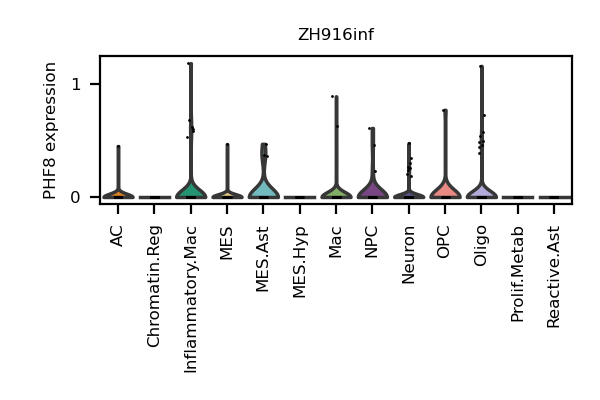 ZH916inf
PHF8 expression
1
0
AC
Chromatin.Reg
Inflammatory.Mac
MES
MES.Ast
MES.Hyp
Mac
NPC
Neuron
OPC
Oligo
Prolif.Metab
Reactive.Ast